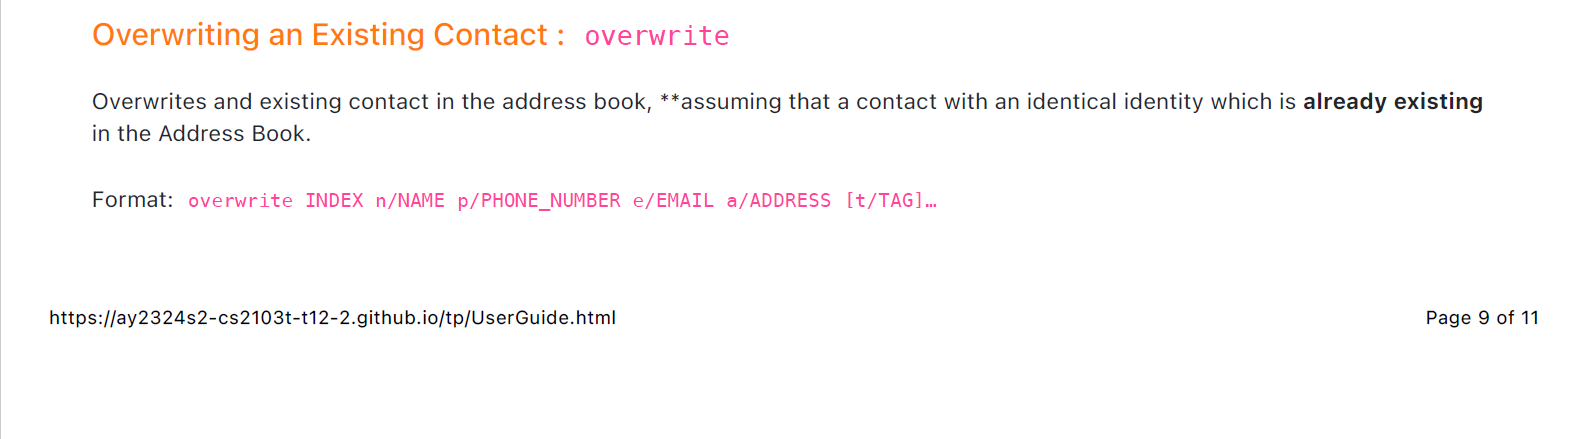 Overwriting an Existing Contact : overwrite
Overwrites and existing contact in the address book, **assuming that a contact with an identical identity which is already existing
in the Address Book.
Format: overwrite INDEX n/NAME p/PHONE_NUMBER e/EMAIL a/ADDRESS [t/TAG]…
https://ay2324s2-cs2103t-t12-2.github.io/tp/UserGuide.html Page 9 of 11